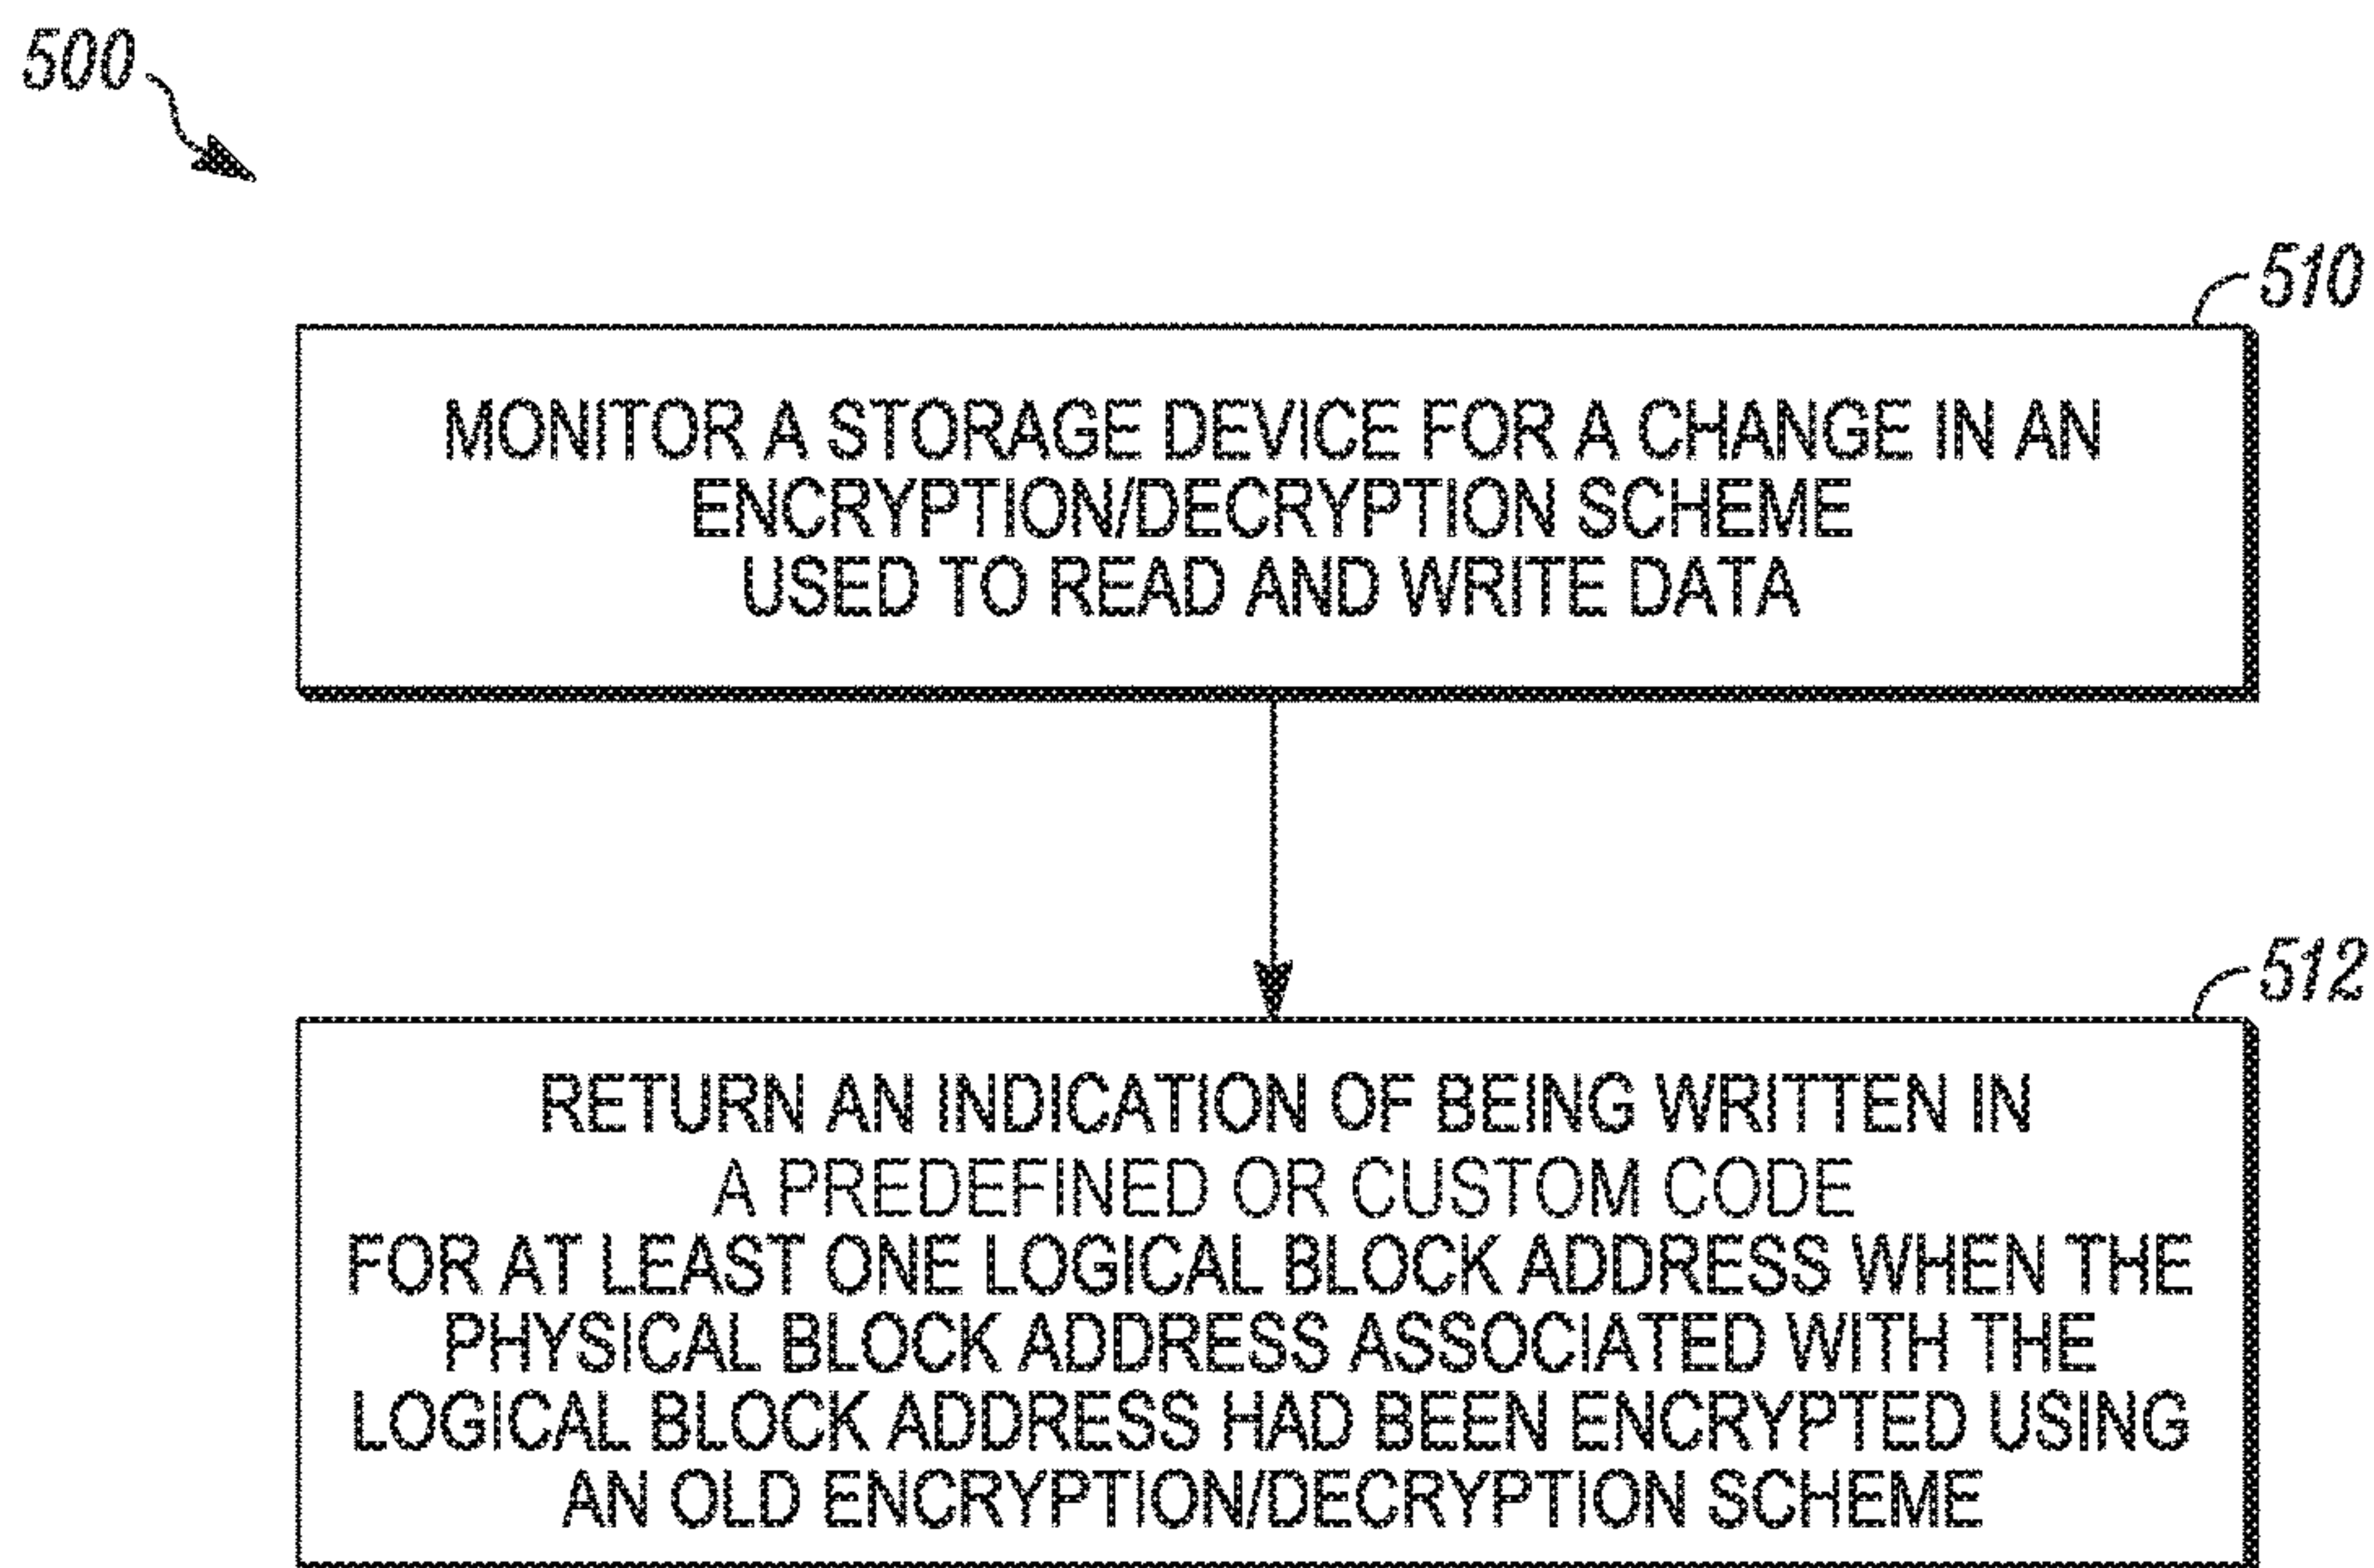 500
510
MONITOR A STORAGE DEVICE FOR A CHANGE IN AN
ENCRYPTION/DECRYPTION SCHEME
USED TO READ AND WRITE DATA
512
RETURN AN INDICATION OF BEING WRITTEN IN
A PREDEFINED OR CUSTOM CODE
FOR AT LEAST ONE LOGICAL BLOCK ADDRESS WHEN THE
PHYSICAL BLOCK ADDRESS ASSOCIATED WITH THE
LOGICAL BLOCK ADDRESS HAD BEEN ENCRYPTED USING
AN OLD ENCRYPTION/DECRYPTION SCHEME